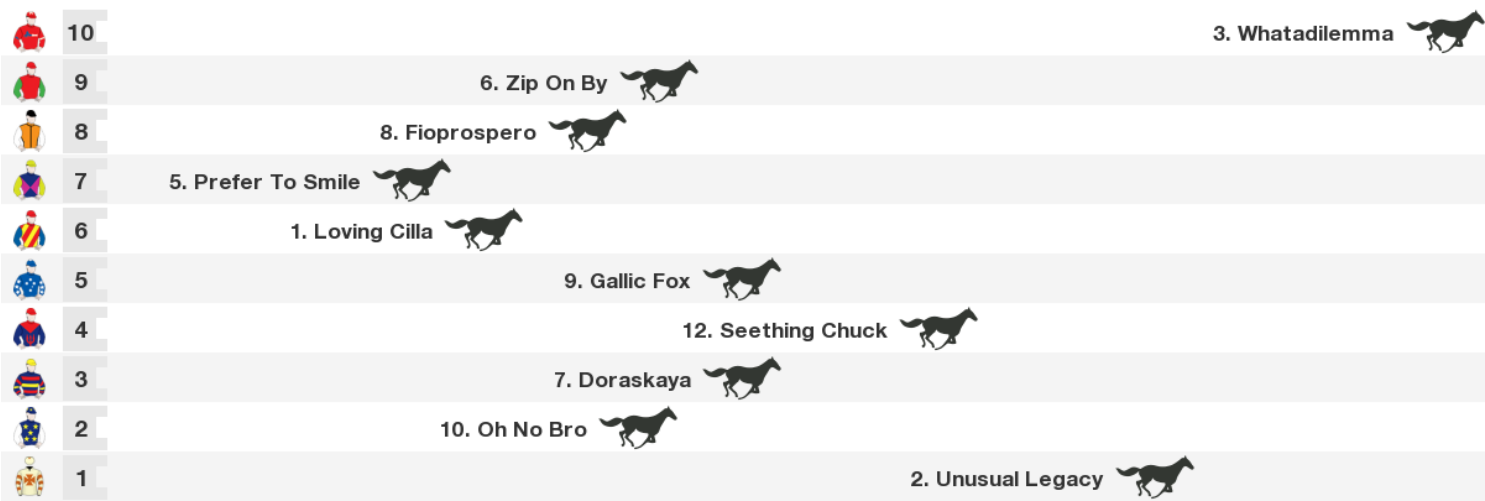 10 3. Whatadilemma
9 6. Zip On By
8 8. Fioprospero
7 5. Prefer To Smile
6 1. Loving Cilla
5 9. Gallic Fox
4 12. Seething Chuck
3 7. Doraskaya
2 10. Oh No Bro
1 2. Unusual Legacy